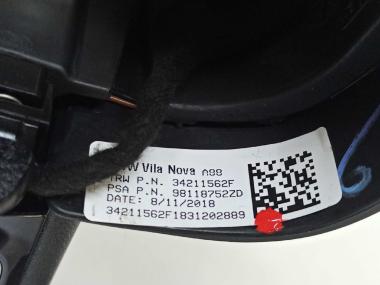 Vila Nova A98
TRW P.N. 34211562F
PSA P.N. 98118752ZD
DATE: 8/11/2018
34211562F1831202889